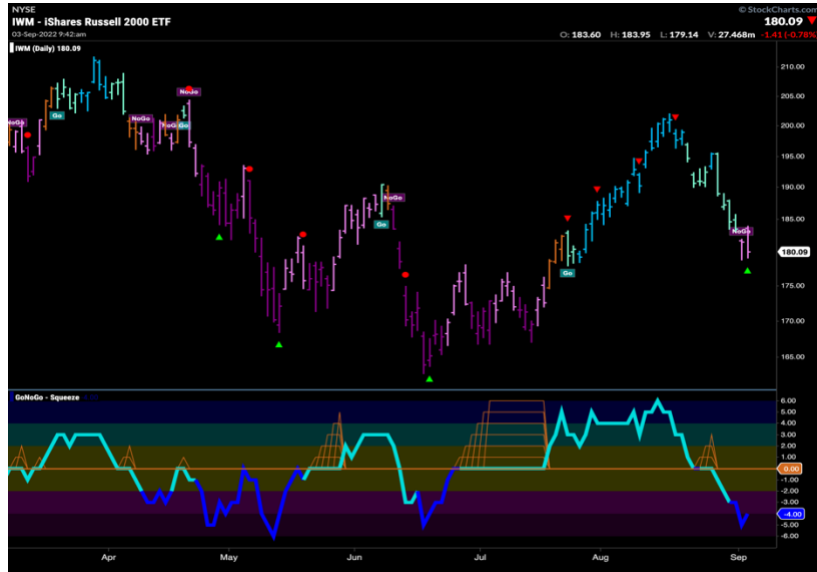 NYSE
© StockCharts.com
IWM - iShares Russell 2000 ETF
180.09
03-Sep-2022 9:42am
O: 183.60 H: 183.95 L: 179.14 V: 27.468m -1.41 (-0.78%)
IWM (Daily) 180.09
210.00
205.00
200.00
195.00
190.00
185.00
180.09
175.00
170.00
165.00
NoGo
Go
NoGo
NoGo
Go
NoGo
Go
NoGo
Go
NoGo
GoNoGo - Squeeze
6.00
5.00
4.00
3.00
2.00
1.00
0.00
-1.00
-2.00
-3.00
-4.00
-5.00
-6.00
Apr May Jun Jul Aug Sep